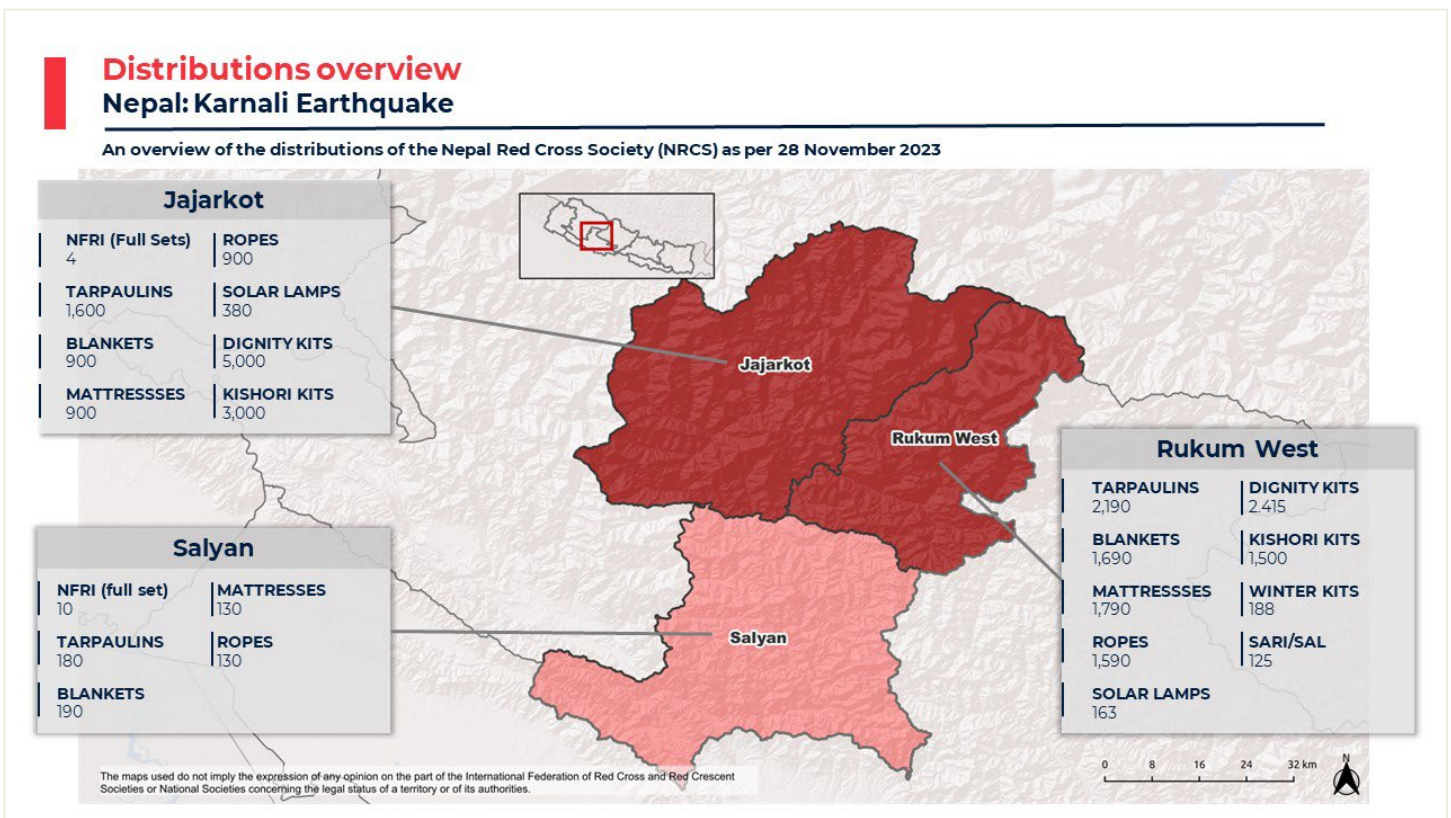 Distributions overview
Nepal: Karnali Earthquake
An overview of the distributions of the Nepal Red Cross Society (NRCS) as per 28 November 2023
Jajarkot
NFRI (Full Sets)
4
ROPES
900
TARPAULINS
1,600
SOLAR LAMPS
380
BLANKETS
900
DIGNITY KITS
5,000
MATTRESSSES
900
KISHORI KITS
3,000
Jajarkot
Rukum West
Salyan
Salyan
NFRI (full set)
10
MATTRESSES
130
TARPAULINS
180
ROPES
130
BLANKETS
190
Rukum West
TARPAULINS
2,190
DIGNITY KITS
2.415
BLANKETS
1,690
KISHORI KITS
1,500
MATTRESSSES
1,790
WINTER KITS
188
ROPES
1,590
SARI/SAL
125
SOLAR LAMPS
163
The maps used do not imply the expression of any opinion on the part of the International Federation of Red Cross and Red Crescent
Societies or National Societies concerning the legal status of a territory or of its authorities.
0 8 16 24 32 km
N